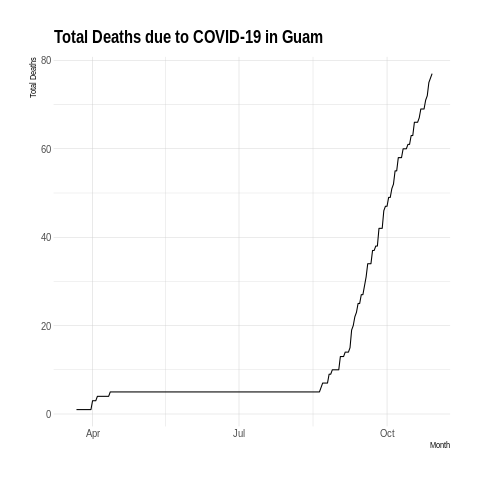 Total Deaths due to COVID-19 in Guam
Total Deaths
80
60
40
20
0
Apr
Jul
Oct
Month